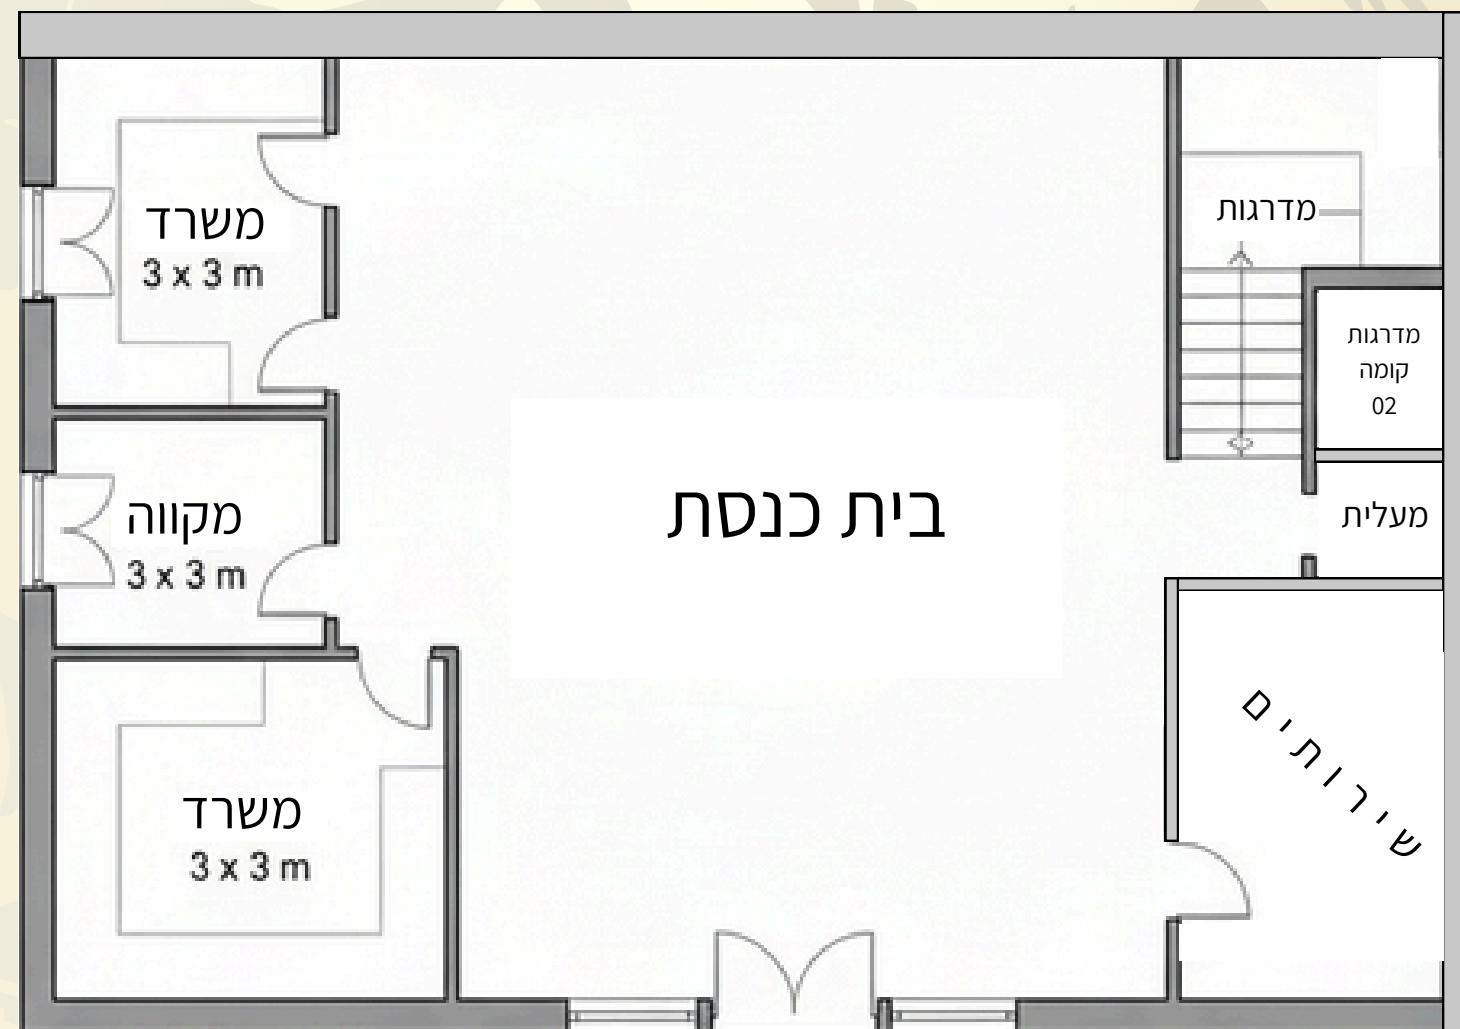 משרד
3 x 3 m
מדרגות
מדרגות
קומה
02
בית כנסת
מקווה
3 x 3 m
מעלית
שירותים
משרד
3 x 3 m